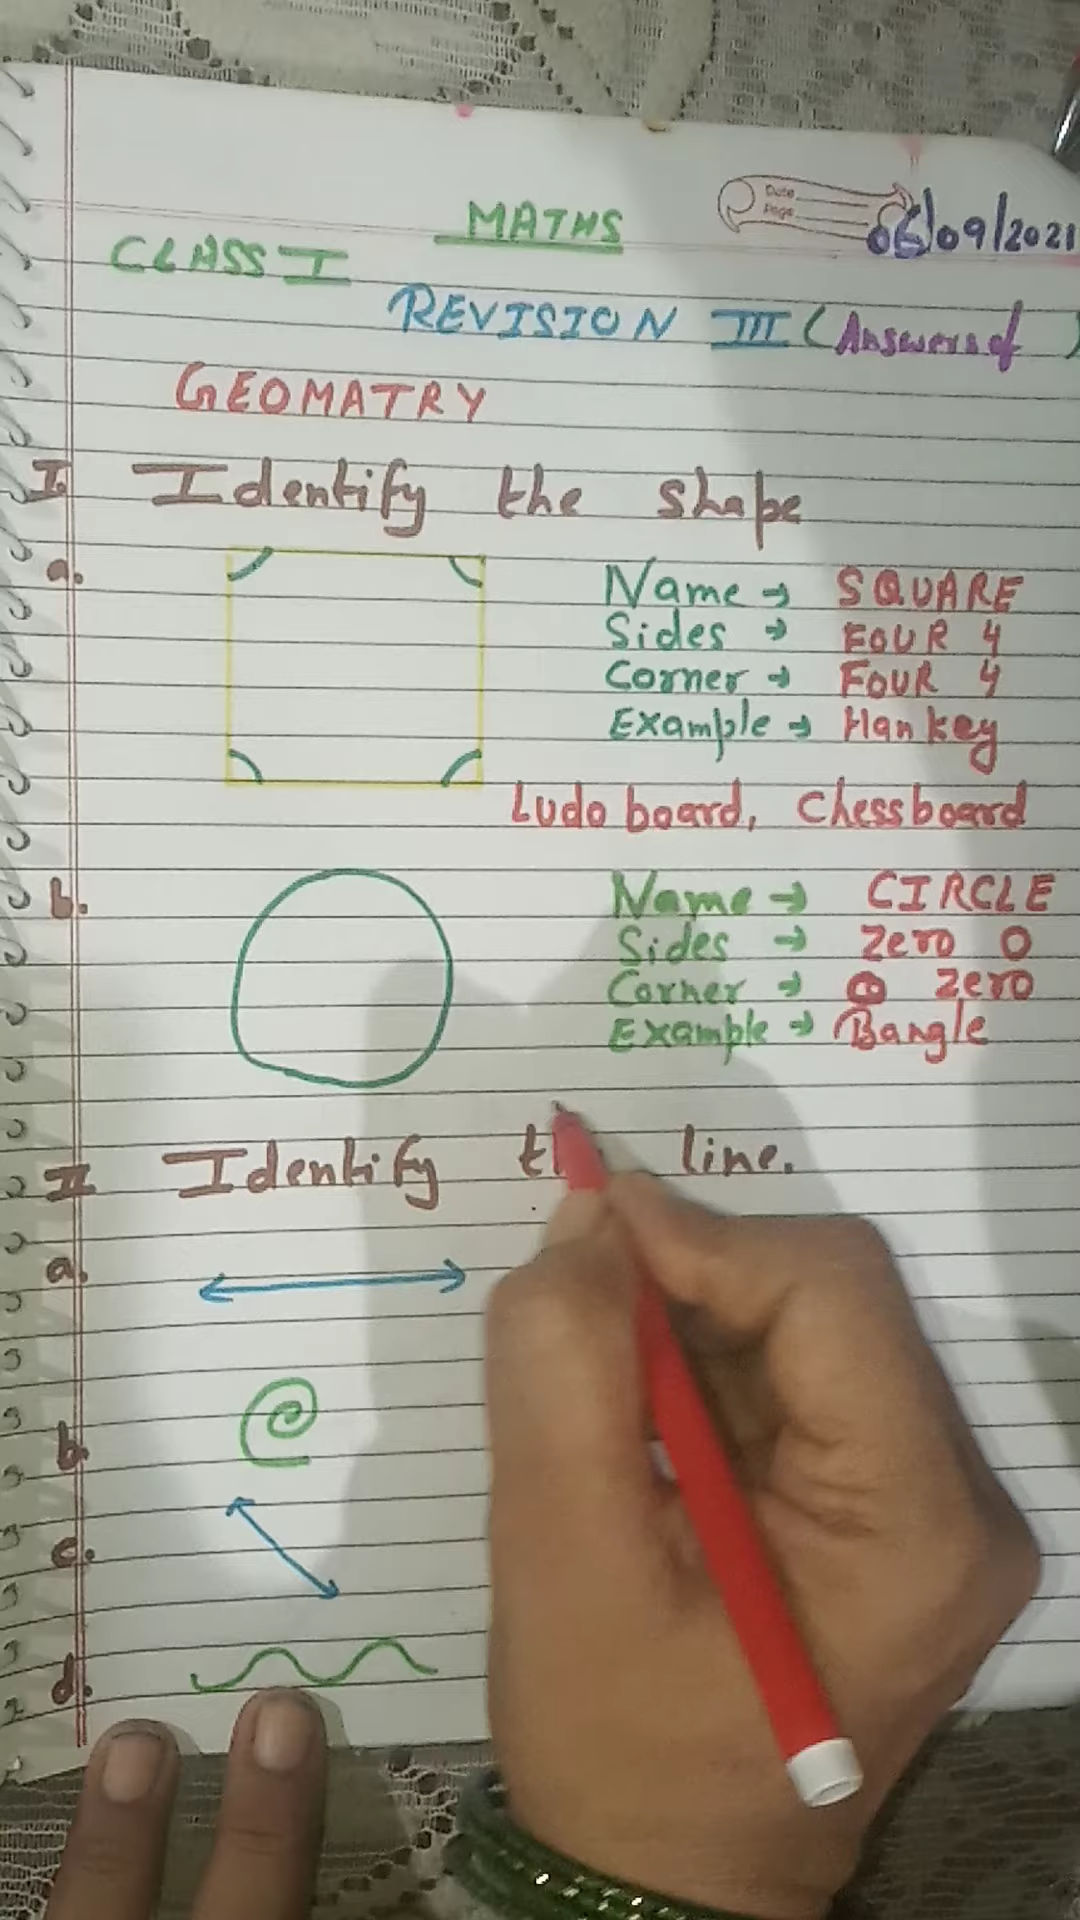 MATHS
Date
Page
06/09/2021
CLASS I
REVISION III (Answers of )
GEOMATRY
I. Identify the shape
a.
Name → SQUARE
Sides → FOUR 4
Corner → FOUR 4
Example → Hankey
Ludo board, Chessboard
b.
Name → CIRCLE
Sides → Zero 0
Corner → zero
Example → Bangle
II Identify line.
a.
b.
c.
d.